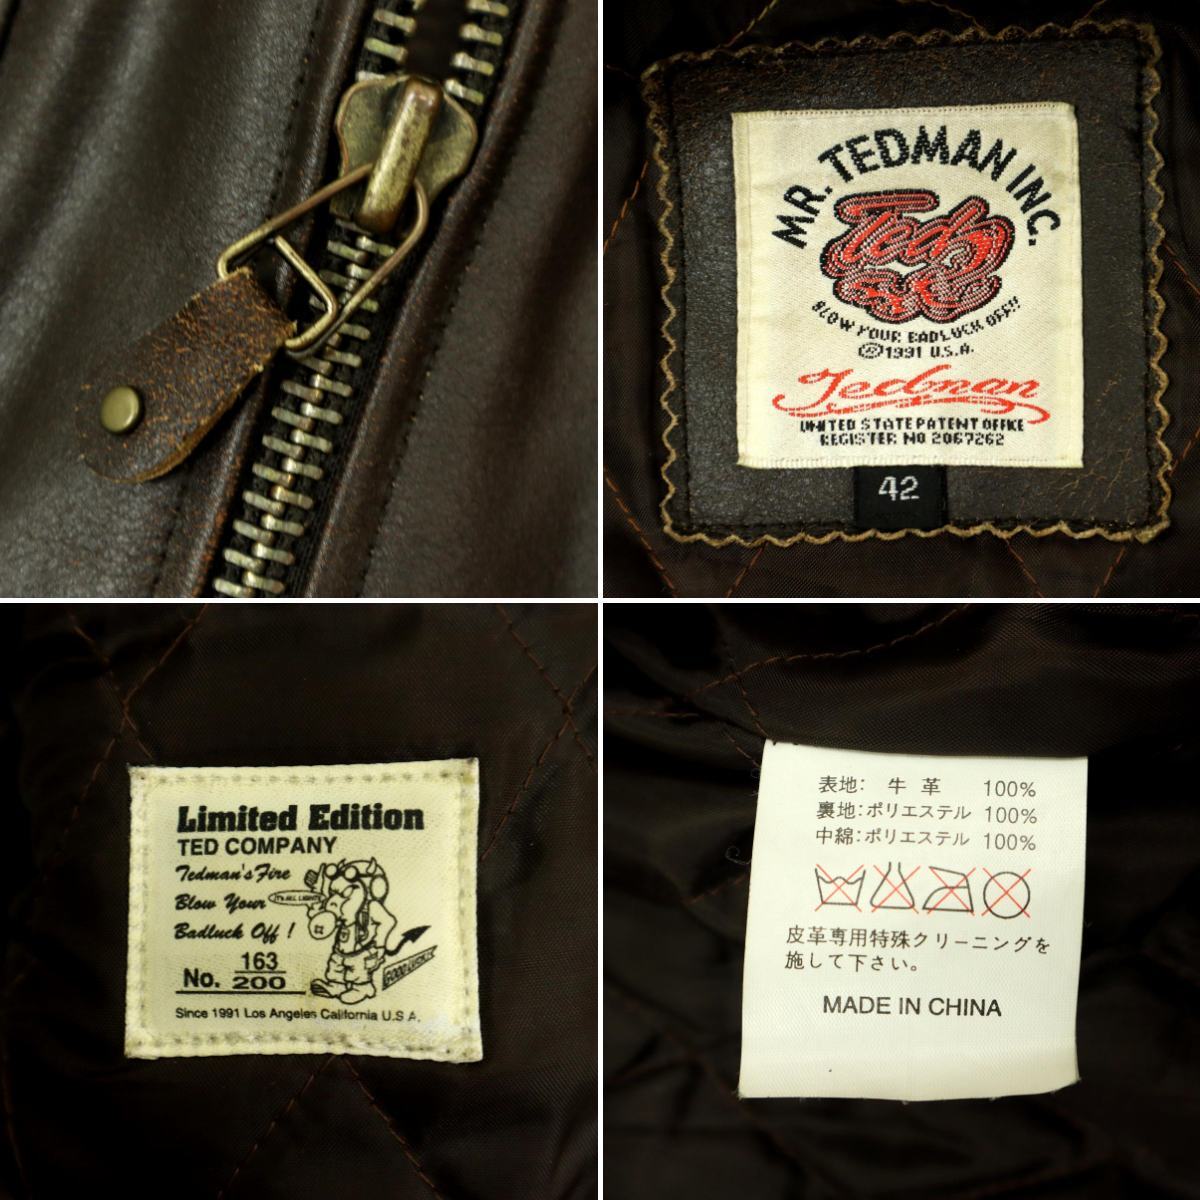 MR. TEDMAN INC.
Ted
BLOW YOUR BADLUCK OFF!!
©1991 U.S.A.
Tedman
UNITED STATE PATENT OFFICE
REGISTER NO 2067262
42
Limited Edition
TED COMPANY
Tedman's Fire
Blow Your
Badluck Off !
No. 163/200
Since 1991 Los Angeles California U.S.A.
表地: 牛革 100%
裏地:ポリエステル 100%
中綿:ポリエステル 100%
皮革専用特殊クリーニングを
施して下さい。
MADE IN CHINA